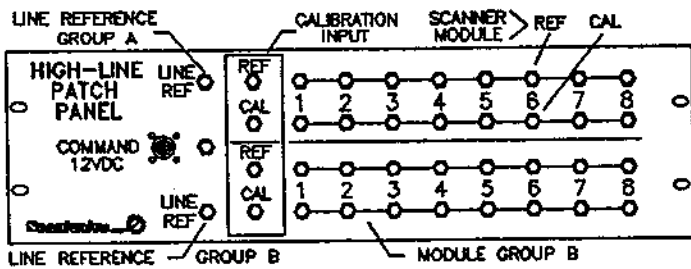 LINE REFERENCE
GROUP A
CALIBRATION
INPUT
SCANNER
MODULE
REF
CAL
HIGH-LINE
PATCH
PANEL
LINE
REF
COMMAND
12VDC
LINE
REF
REF
CAL
REF
CAL
1 2 3 4 5 6 7 8
1 2 3 4 5 6 7 8
LINE REFERENCE
GROUP B
MODULE GROUP B